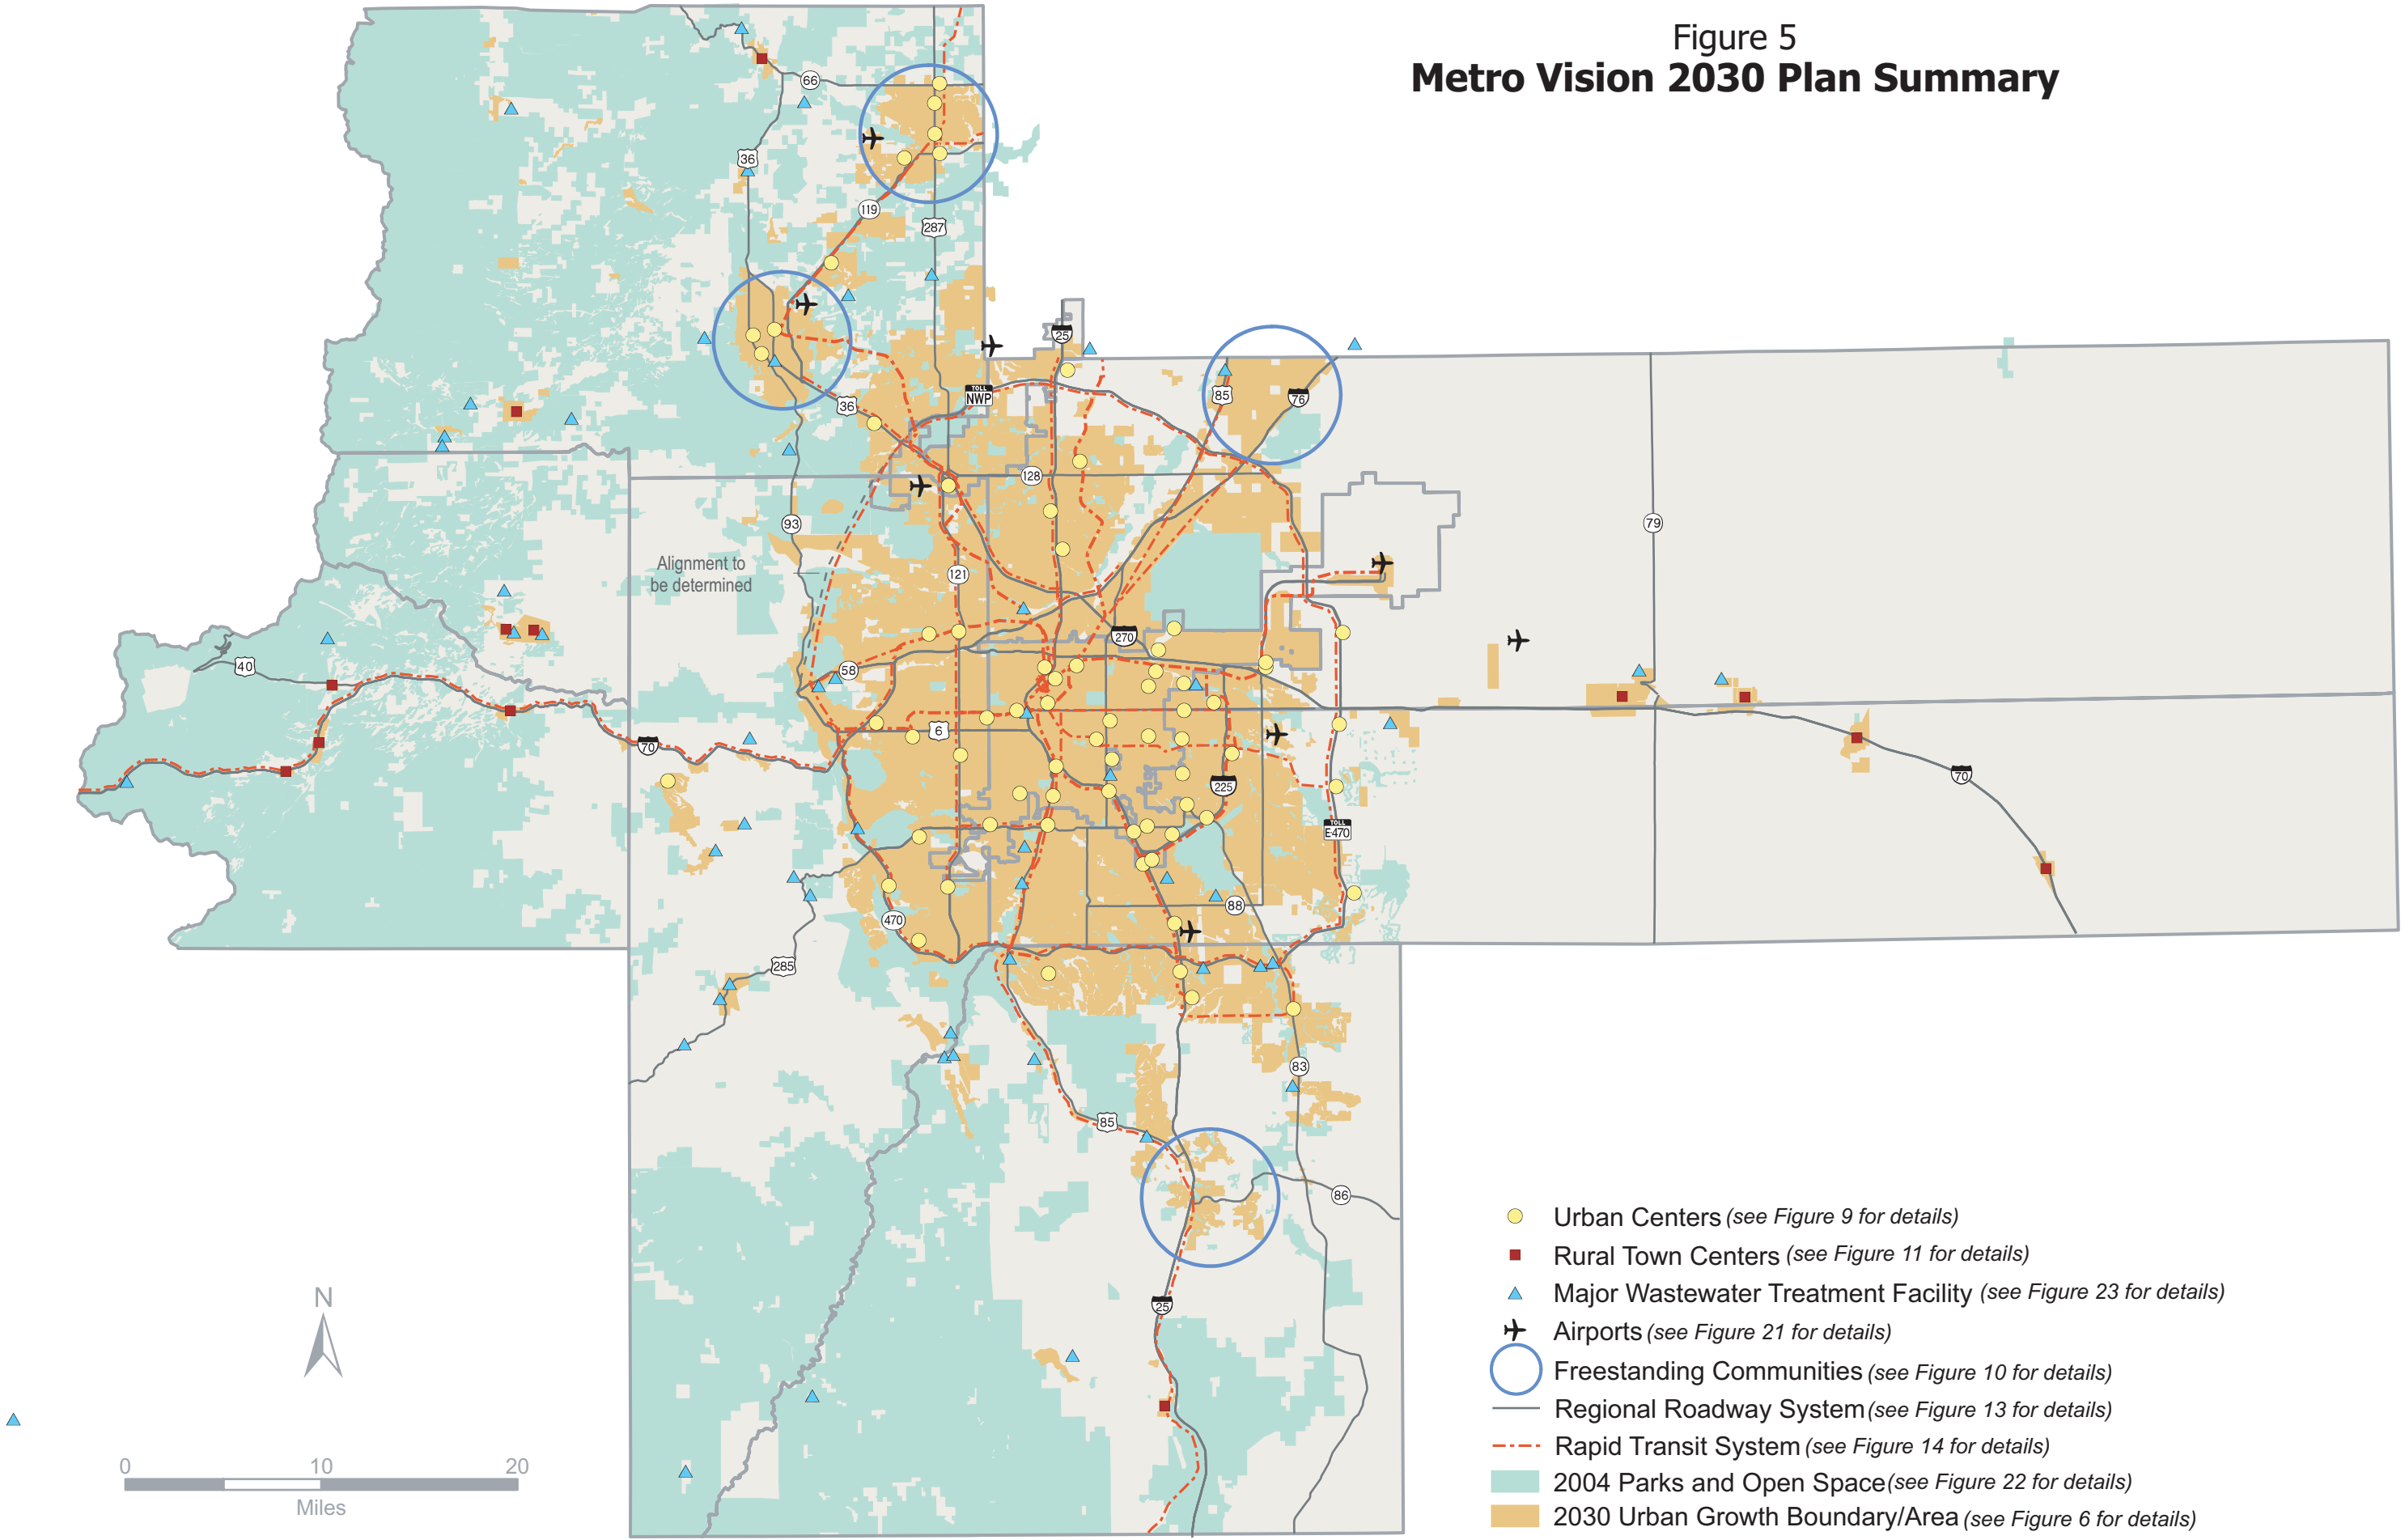 Figure 5
Metro Vision 2030 Plan Summary
66
36
119
287
25
TOLL
NWP
36
85
76
128
93
79
Alignment to
be determined
121
270
40
58
6
70
70
225
TOLL
E-470
88
470
285
83
85
86
25
Urban Centers (see Figure 9 for details)
Rural Town Centers (see Figure 11 for details)
Major Wastewater Treatment Facility (see Figure 23 for details)
Airports (see Figure 21 for details)
Freestanding Communities (see Figure 10 for details)
Regional Roadway System (see Figure 13 for details)
Rapid Transit System (see Figure 14 for details)
2004 Parks and Open Space (see Figure 22 for details)
2030 Urban Growth Boundary/Area (see Figure 6 for details)
N
0 10 20
Miles